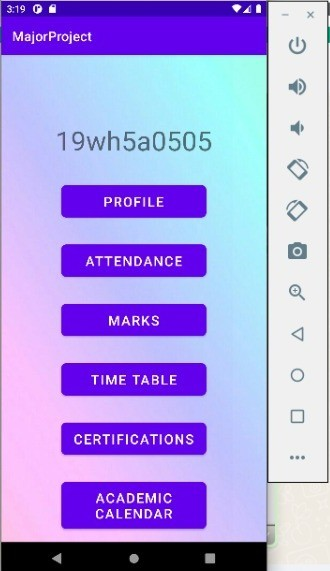 3:19
MajorProject
19wh5a0505
PROFILE
ATTENDANCE
MARKS
TIME TABLE
CERTIFICATIONS
ACADEMIC
CALENDAR